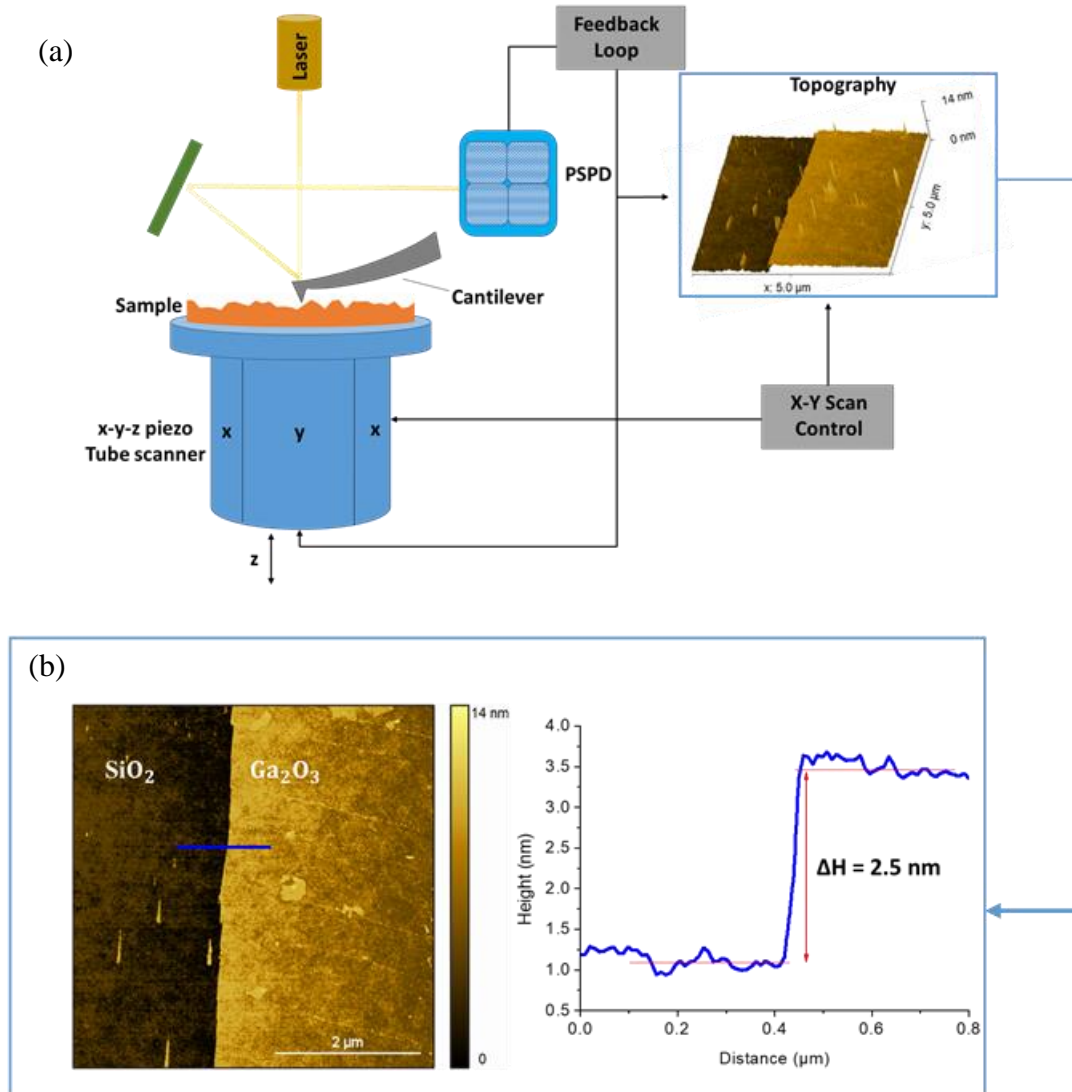 (a)
Laser
Feedback
Loop
PSPD
Topography
14 nm
0 nm
y: 5.0 µm
x: 5.0 µm
Cantilever
Sample
x-y-z piezo
Tube scanner
x
y
x
z
X-Y Scan
Control
(b)
SiO₂
Ga₂O₃
2 µm
14 nm
0
Height (nm)
4.0
3.5
3.0
2.5
2.0
1.5
1.0
0.5
ΔH = 2.5 nm
0.0 0.2 0.4 0.6 0.8
Distance (µm)